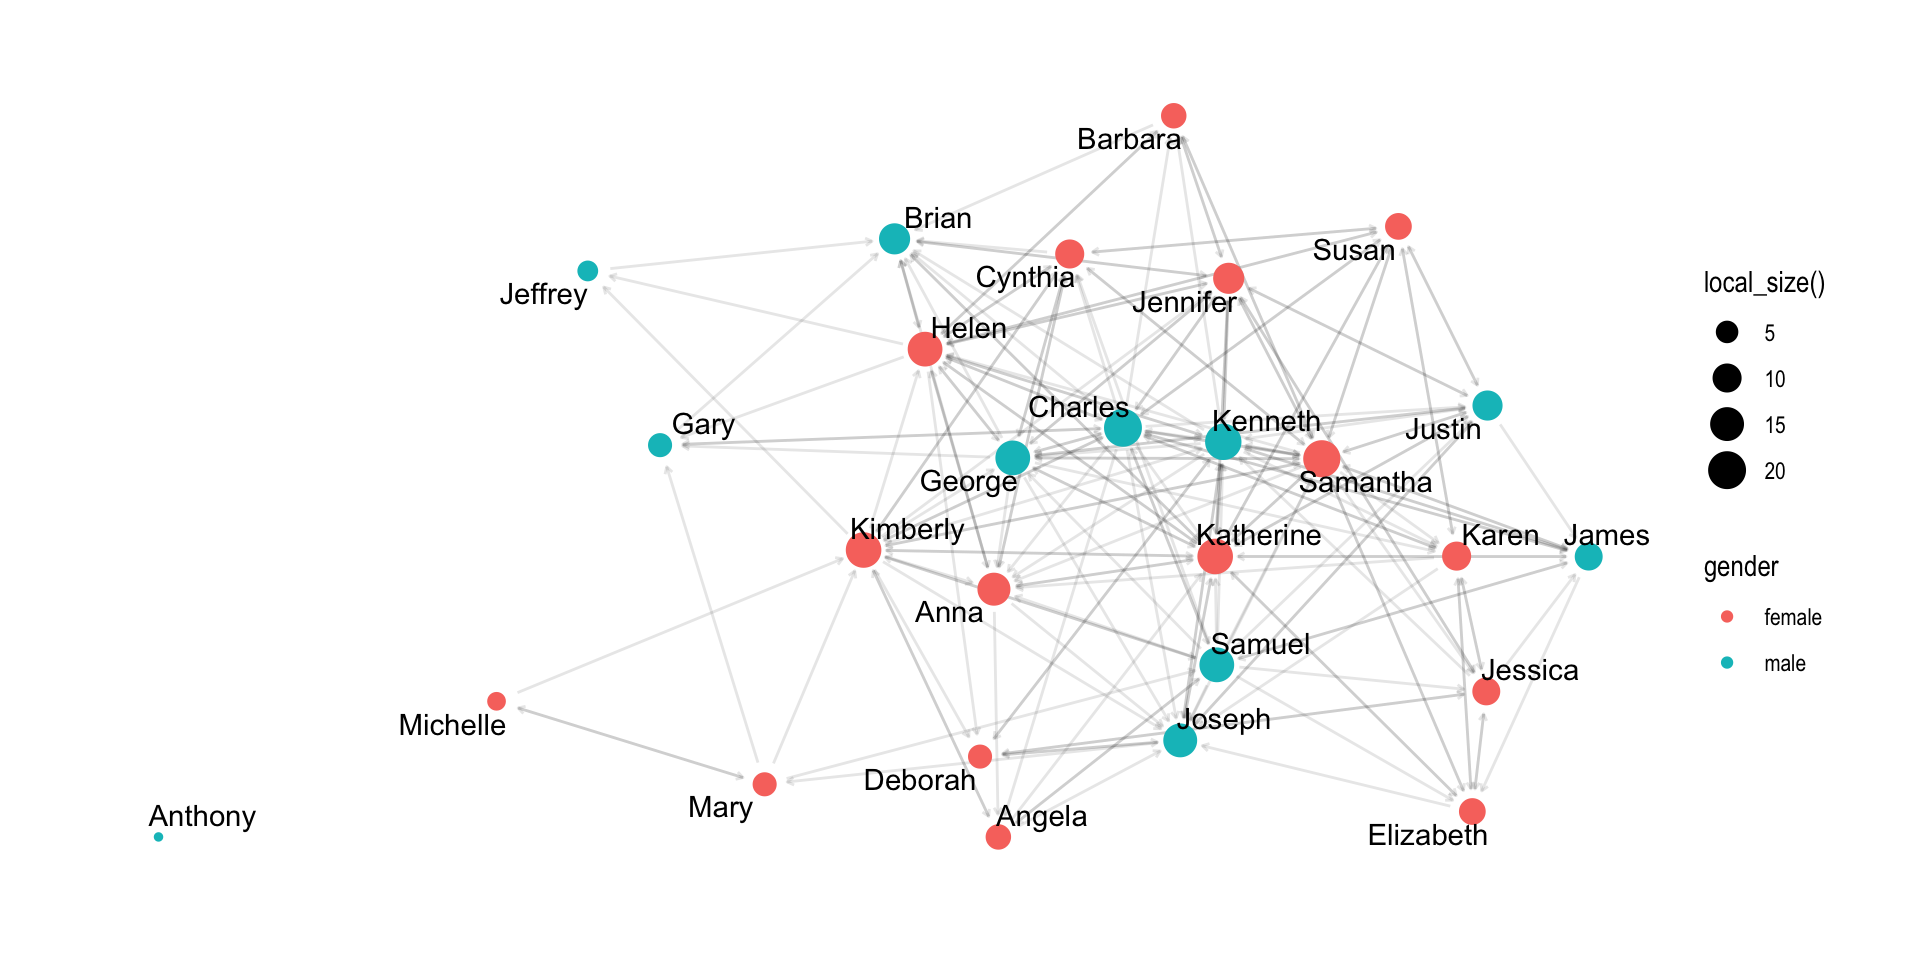 Barbara
Brian
Susan
Cynthia
Jeffrey
Jennifer
Helen
Charles
Kenneth
Gary
Justin
George
Samantha
Kimberly
Katherine
Karen
James
Anna
Samuel
Jessica
Michelle
Joseph
Deborah
Mary
Anthony
Angela
Elizabeth
local_size()
5
10
15
20
gender
female
male